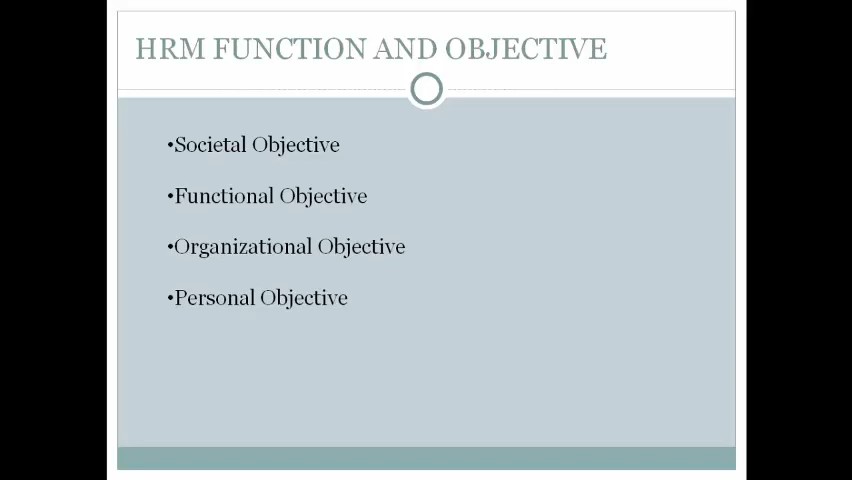 HRM FUNCTION AND OBJECTIVE
•Societal Objective
•Functional Objective
•Organizational Objective
•Personal Objective